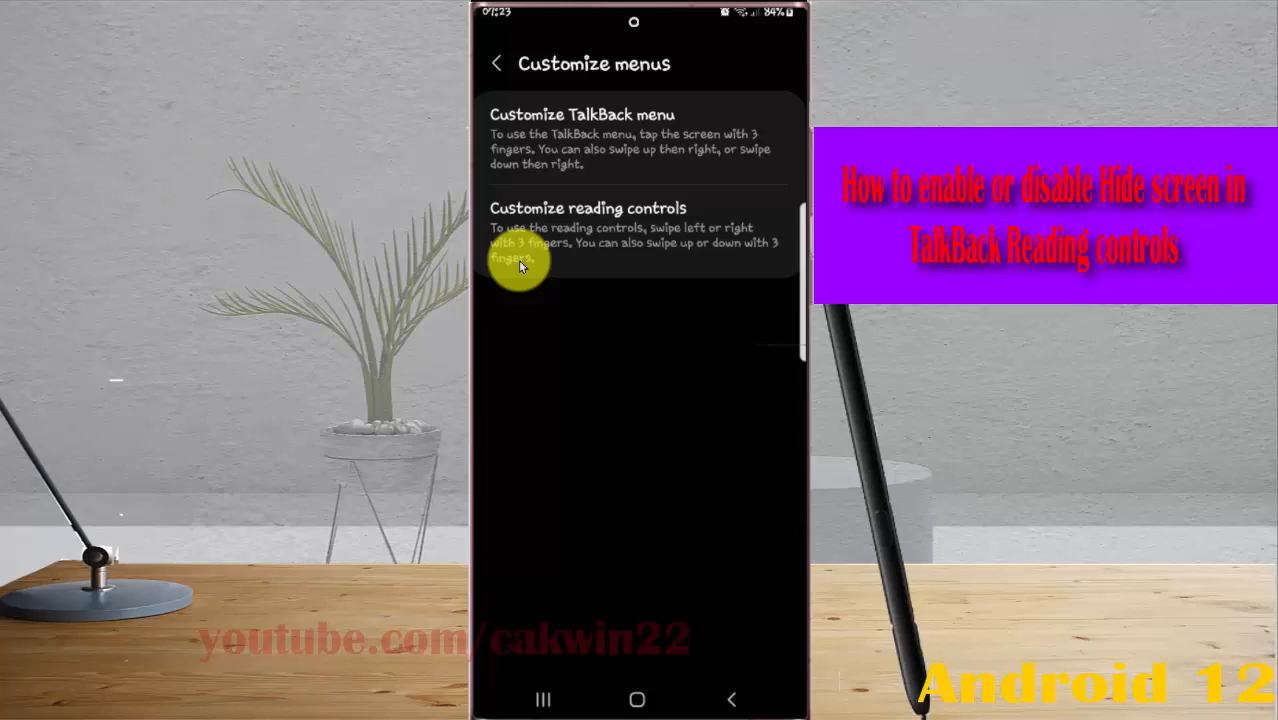 07:23
84%
Customize menus
Customize TalkBack menu
To use the TalkBack menu, tap the screen with 3
fingers. You can also swipe up then right, or swipe
down then right.
Customize reading controls
To use the reading controls, swipe left or right
with 3 fingers. You can also swipe up or down with 3
fingers.
How to enable or disable Hide screen in
TalkBack Reading controls
youtube.com/cakwin22
Android 12